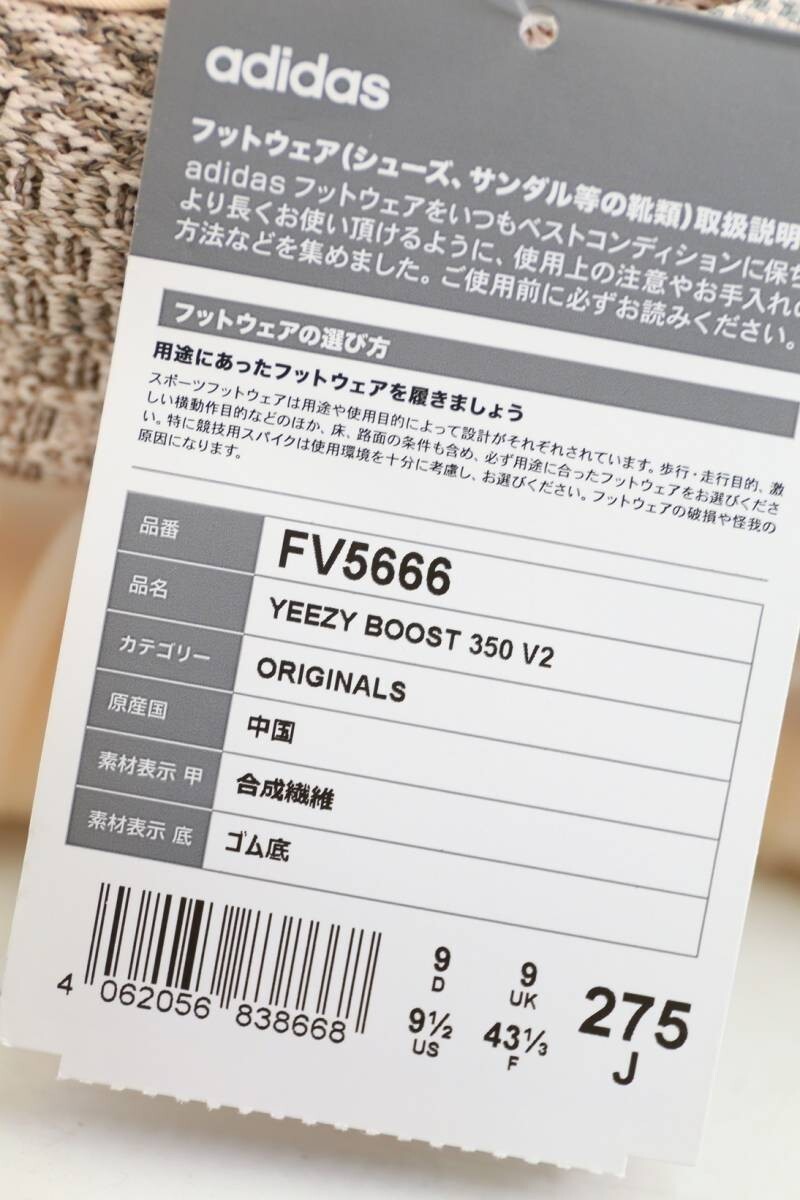 adidas
フットウェア(シューズ、サンダル等の靴類)取扱説明
adidas フットウェアをいつもベストコンディションに保ち
より長くお使い頂けるように、使用上の注意やお手入れの
方法などを集めました。ご使用前に必ずお読みください。
フットウェアの選び方
用途にあったフットウェアを履きましょう
スポーツフットウェアは用途や使用目的によって設計がそれぞれされています。歩行・走行目的、激
しい横動作目的などのほか、床、路面の条件も含め、必ず用途に合ったフットウェアをお選びくださ
い。特に競技用スパイクは使用環境を十分に考慮し、お選びください。フットウェアの破損や怪我の
原因になります。
品番 FV5666
品名 YEEZY BOOST 350 V2
カテゴリー ORIGINALS
原産国 中国
素材表示 甲 合成繊維
素材表示 底 ゴム底
4 062056 838668
9 D
9 UK
9½ US
43⅓ F
275 J